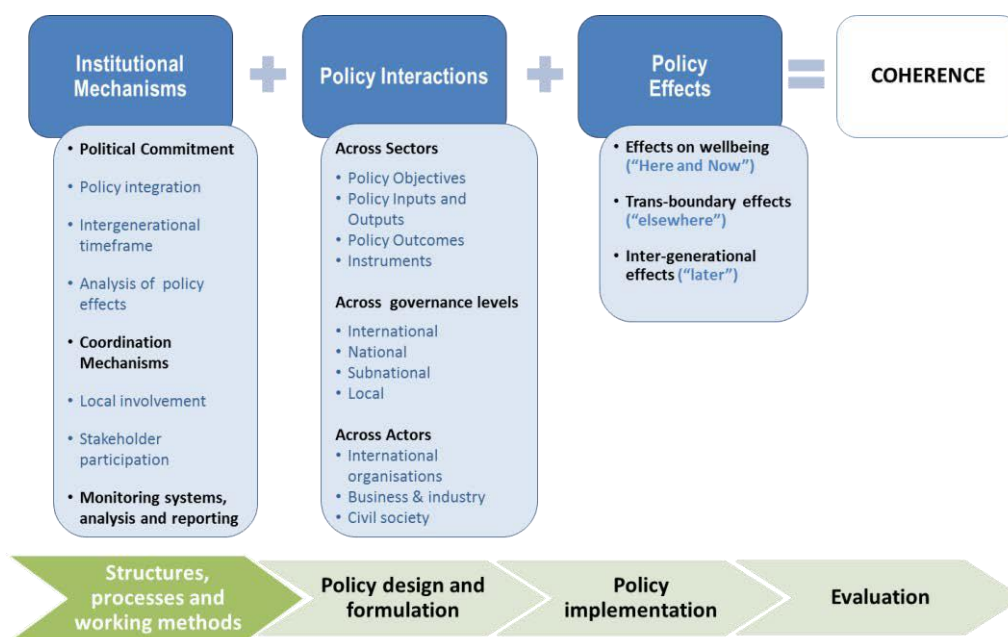 Institutional
Mechanisms
+
Policy Interactions
+
Policy
Effects
=
COHERENCE
• Political Commitment
• Policy integration
• Intergenerational
timeframe
• Analysis of policy
effects
• Coordination
Mechanisms
• Local involvement
• Stakeholder
participation
• Monitoring systems,
analysis and reporting
Across Sectors
• Policy Objectives
• Policy Inputs and
Outputs
• Policy Outcomes
• Instruments
Across governance levels
• International
• National
• Subnational
• Local
Across Actors
• International
organisations
• Business & industry
• Civil society
• Effects on wellbeing
(“Here and Now”)
• Trans-boundary effects
(“elsewhere”)
• Inter-generational
effects (“later”)
Structures,
processes and
working methods
Policy design and
formulation
Policy
implementation
Evaluation